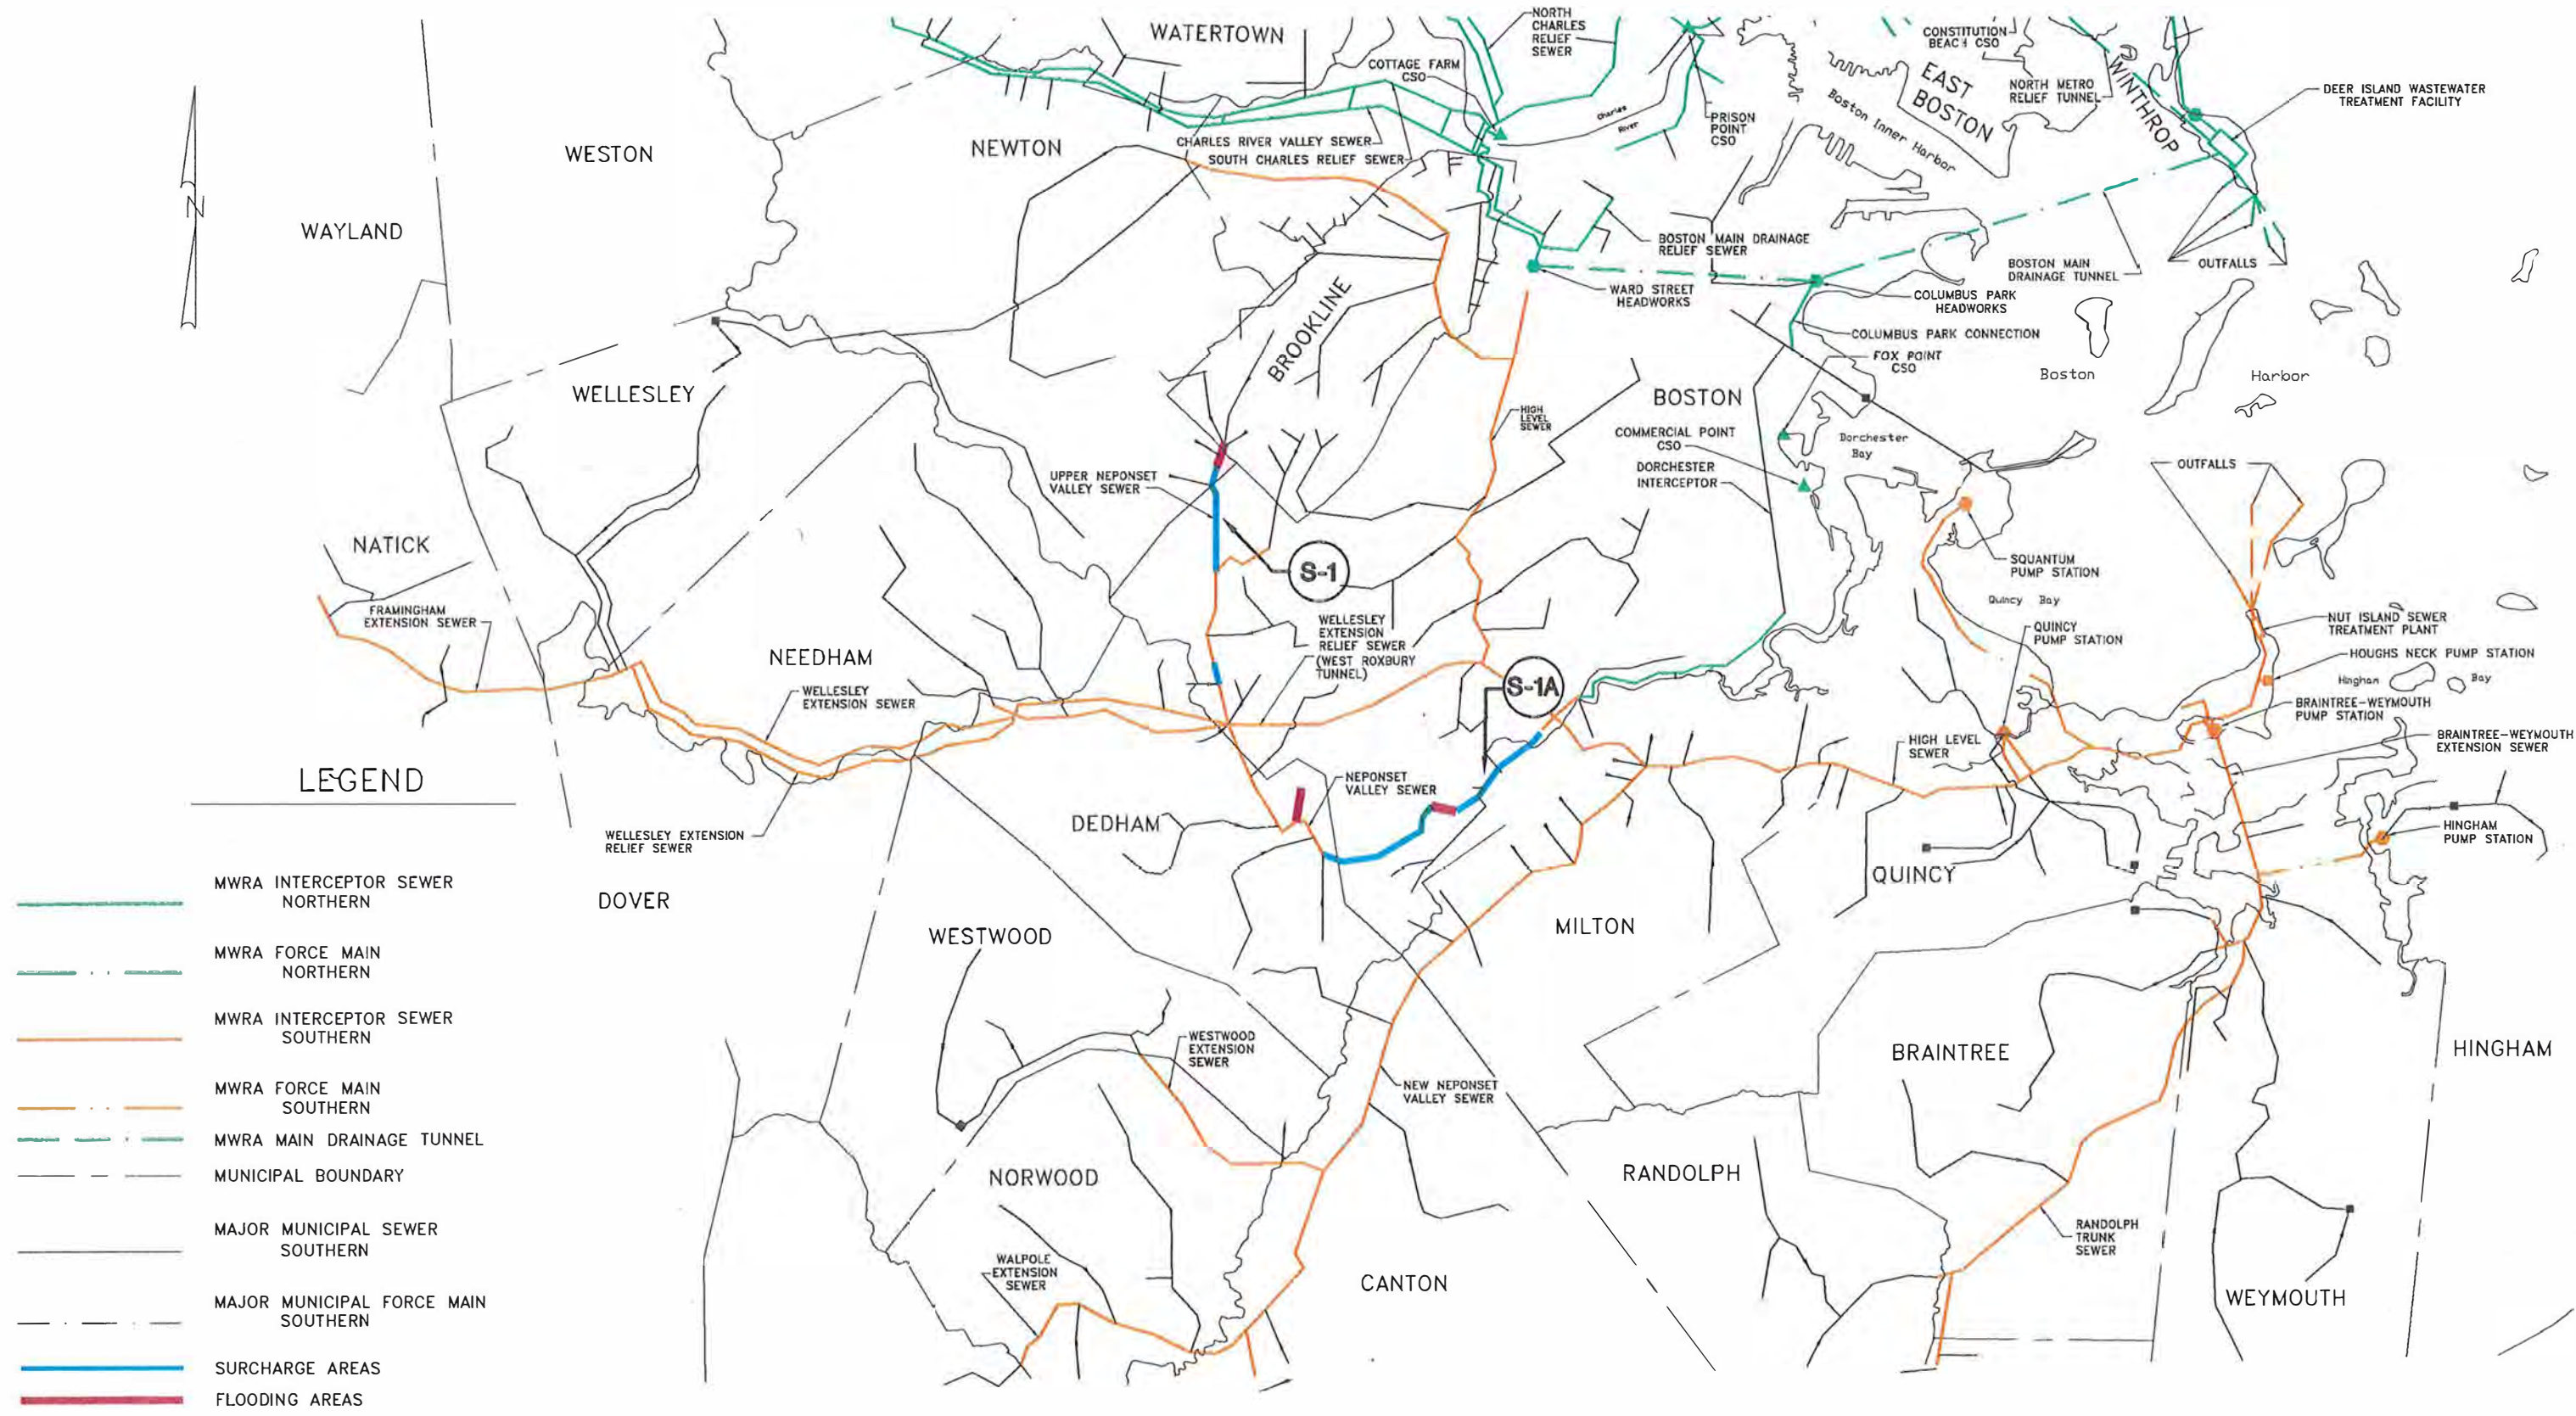 WATERTOWN
NORTH
CHARLES
RELIEF
SEWER
COTTAGE FARM
CSO
CONSTITUTION
BEACH CSO
EAST
BOSTON
NORTH METRO
RELIEF TUNNEL
WINTHROP
DEER ISLAND WASTEWATER
TREATMENT FACILITY
Charles
River
PRISON
POINT
CSO
Boston Inner Harbor
WESTON
NEWTON
CHARLES RIVER VALLEY SEWER
SOUTH CHARLES RELIEF SEWER
N
WAYLAND
BOSTON MAIN DRAINAGE
RELIEF SEWER
BOSTON MAIN
DRAINAGE TUNNEL
OUTFALLS
WARD STREET
HEADWORKS
COLUMBUS PARK
HEADWORKS
COLUMBUS PARK CONNECTION
BROOKLINE
FOX POINT
CSO
Boston
Harbor
WELLESLEY
BOSTON
HIGH
LEVEL
SEWER
COMMERCIAL POINT
CSO
Dorchester
Bay
DORCHESTER
INTERCEPTOR
OUTFALLS
UPPER NEPONSET
VALLEY SEWER
NATICK
S-1
SQUANTUM
PUMP STATION
Quincy Bay
FRAMINGHAM
EXTENSION SEWER
WELLESLEY
EXTENSION
RELIEF SEWER
(WEST ROXBURY
TUNNEL)
QUINCY
PUMP STATION
NUT ISLAND SEWER
TREATMENT PLANT
HOUGHS NECK PUMP STATION
Hingham
Bay
NEEDHAM
S-1A
WELLESLEY
EXTENSION SEWER
BRAINTREE-WEYMOUTH
PUMP STATION
HIGH LEVEL
SEWER
BRAINTREE-WEYMOUTH
EXTENSION SEWER
LEGEND
NEPONSET
VALLEY SEWER
DEDHAM
WELLESLEY EXTENSION
RELIEF SEWER
HINGHAM
PUMP STATION
QUINCY
MWRA INTERCEPTOR SEWER
NORTHERN
DOVER
WESTWOOD
MILTON
MWRA FORCE MAIN
NORTHERN
MWRA INTERCEPTOR SEWER
SOUTHERN
WESTWOOD
EXTENSION
SEWER
BRAINTREE
HINGHAM
MWRA FORCE MAIN
SOUTHERN
NEW NEPONSET
VALLEY SEWER
MWRA MAIN DRAINAGE TUNNEL
MUNICIPAL BOUNDARY
NORWOOD
RANDOLPH
MAJOR MUNICIPAL SEWER
SOUTHERN
RANDOLPH
TRUNK
SEWER
WALPOLE
EXTENSION
SEWER
CANTON
WEYMOUTH
MAJOR MUNICIPAL FORCE MAIN
SOUTHERN
SURCHARGE AREAS
FLOODING AREAS